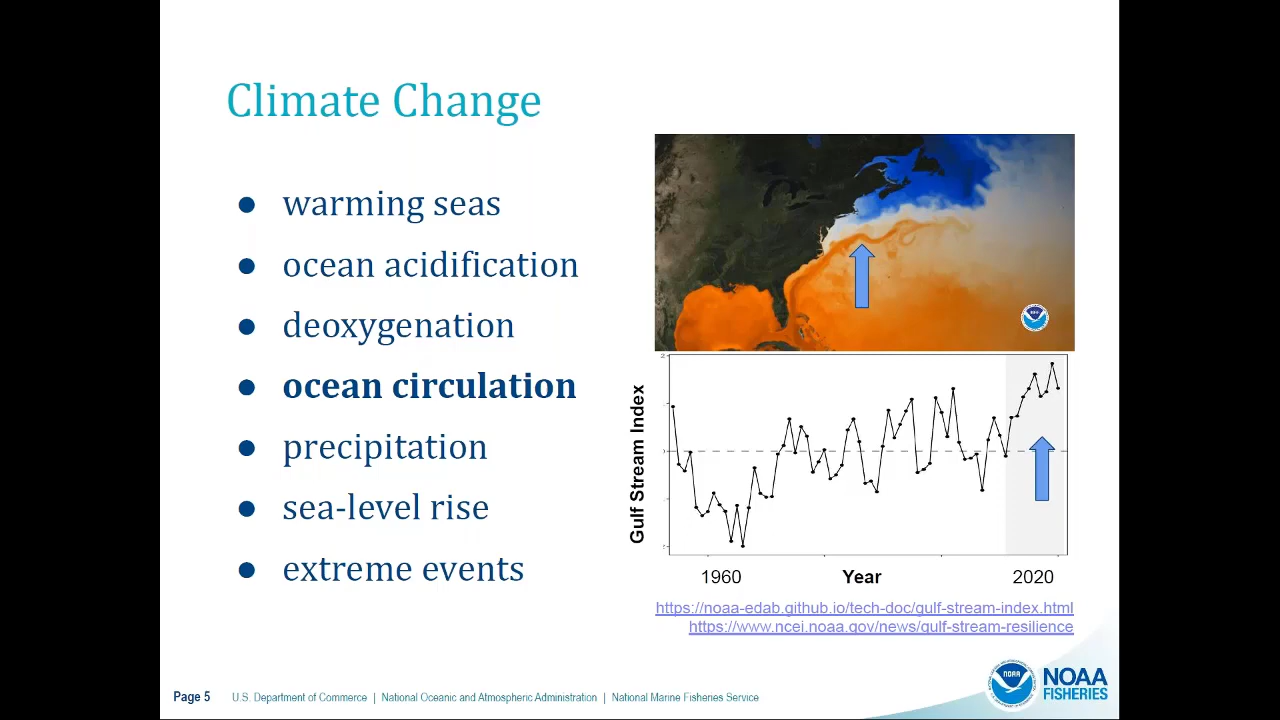 Climate Change
● warming seas
● ocean acidification
● deoxygenation
● ocean circulation
● precipitation
● sea-level rise
● extreme events
Gulf Stream Index
1960 Year 2020
https://noaa-edab.github.io/tech-doc/gulf-stream-index.html
https://www.ncei.noaa.gov/news/gulf-stream-resilience
Page 5 U.S. Department of Commerce | National Oceanic and Atmospheric Administration | National Marine Fisheries Service
NOAA
NOAA
FISHERIES